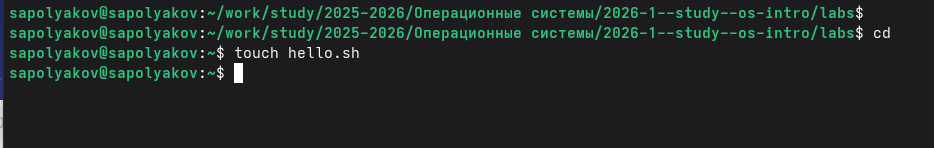 sapolyakov@sapolyakov:~/work/study/2025-2026/Операционные системы/2026-1--study--os-intro/labs$
sapolyakov@sapolyakov:~/work/study/2025-2026/Операционные системы/2026-1--study--os-intro/labs$ cd
sapolyakov@sapolyakov:~$ touch hello.sh
sapolyakov@sapolyakov:~$